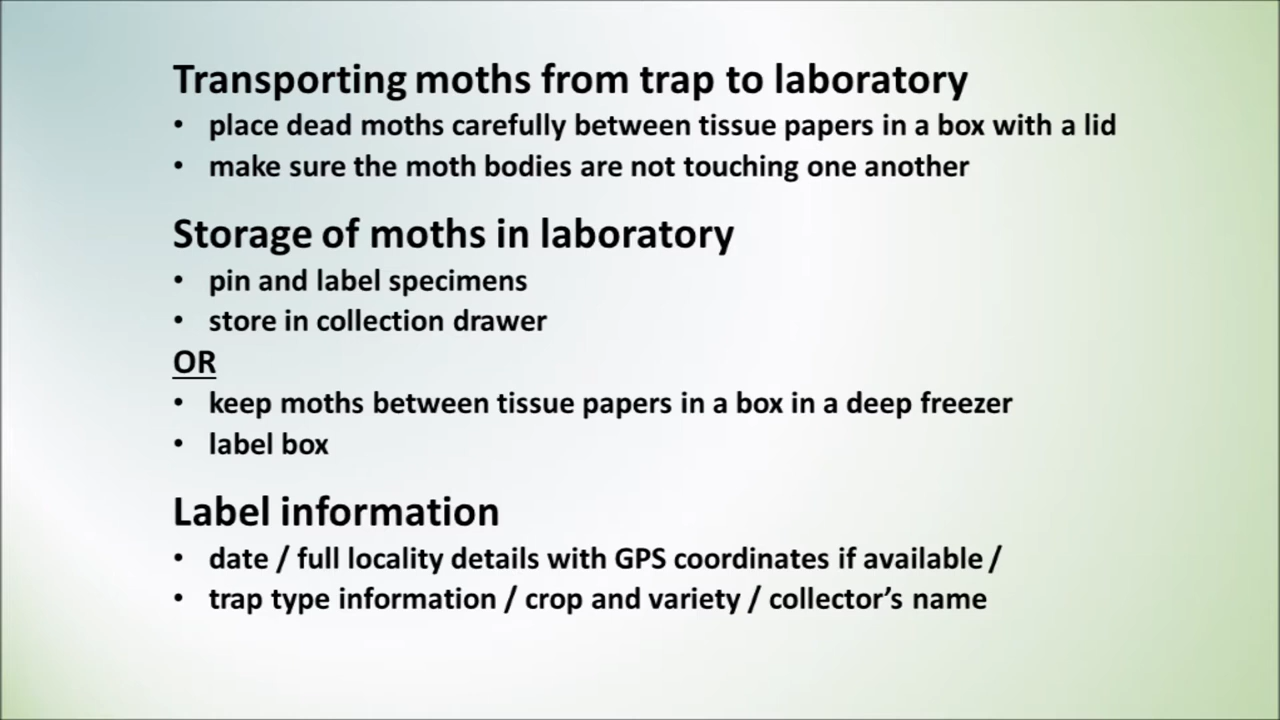 Transporting moths from trap to laboratory
• place dead moths carefully between tissue papers in a box with a lid
• make sure the moth bodies are not touching one another
Storage of moths in laboratory
• pin and label specimens
• store in collection drawer
OR
• keep moths between tissue papers in a box in a deep freezer
• label box
Label information
• date / full locality details with GPS coordinates if available /
• trap type information / crop and variety / collector’s name